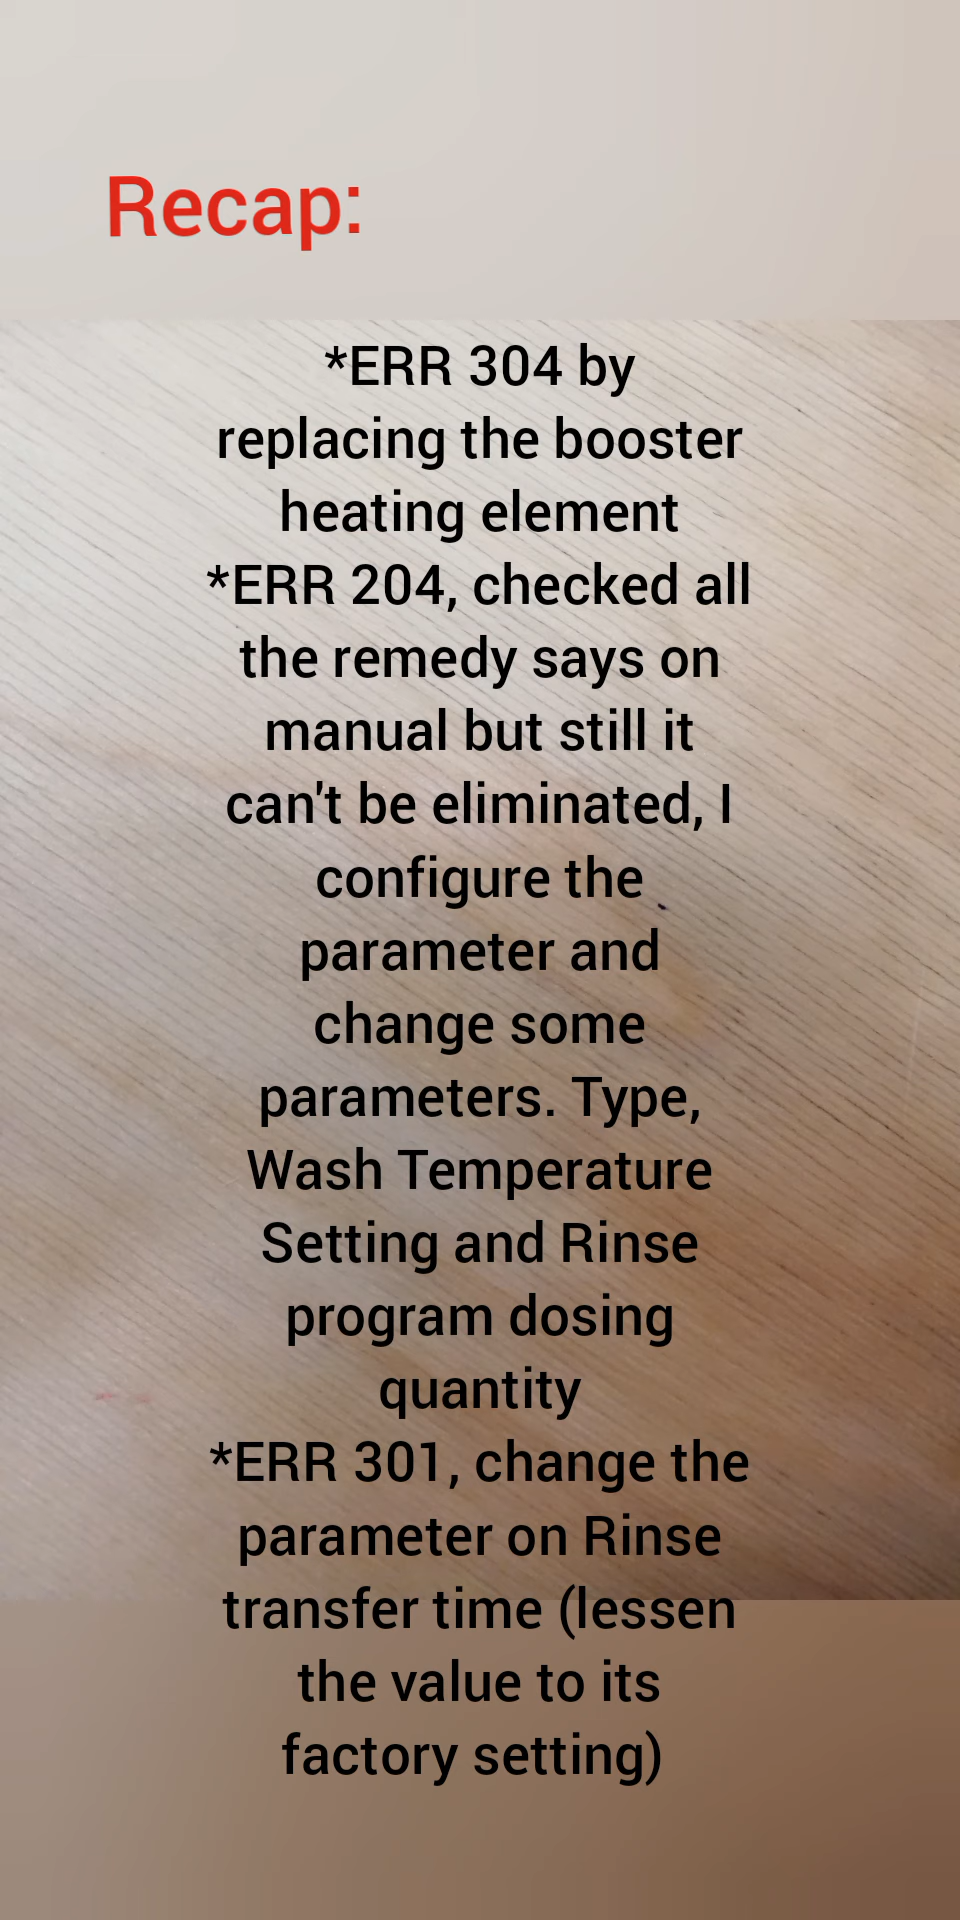 Recap:
*ERR 304 by
replacing the booster
heating element
*ERR 204, checked all
the remedy says on
manual but still it
can't be eliminated, I
configure the
parameter and
change some
parameters. Type,
Wash Temperature
Setting and Rinse
program dosing
quantity
*ERR 301, change the
parameter on Rinse
transfer time (lessen
the value to its
factory setting)